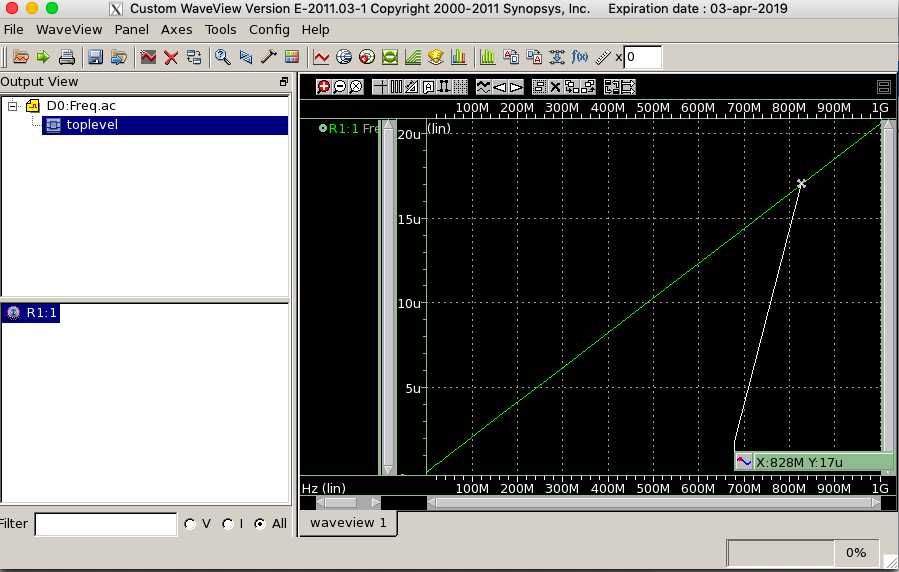 Custom WaveView Version E-2011.03-1 Copyright 2000-2011 Synopsys, Inc. Expiration date : 03-apr-2019
File WaveView Panel Axes Tools Config Help
x 0
Output View
D0:Freq.ac
toplevel
R1:1
Filter V I All
100M 200M 300M 400M 500M 600M 700M 800M 900M 1G
R1:1 Fre
(lin)
20u
15u
10u
5u
X:828M Y:17u
Hz (lin) 100M 200M 300M 400M 500M 600M 700M 800M 900M 1G
waveview 1
0%